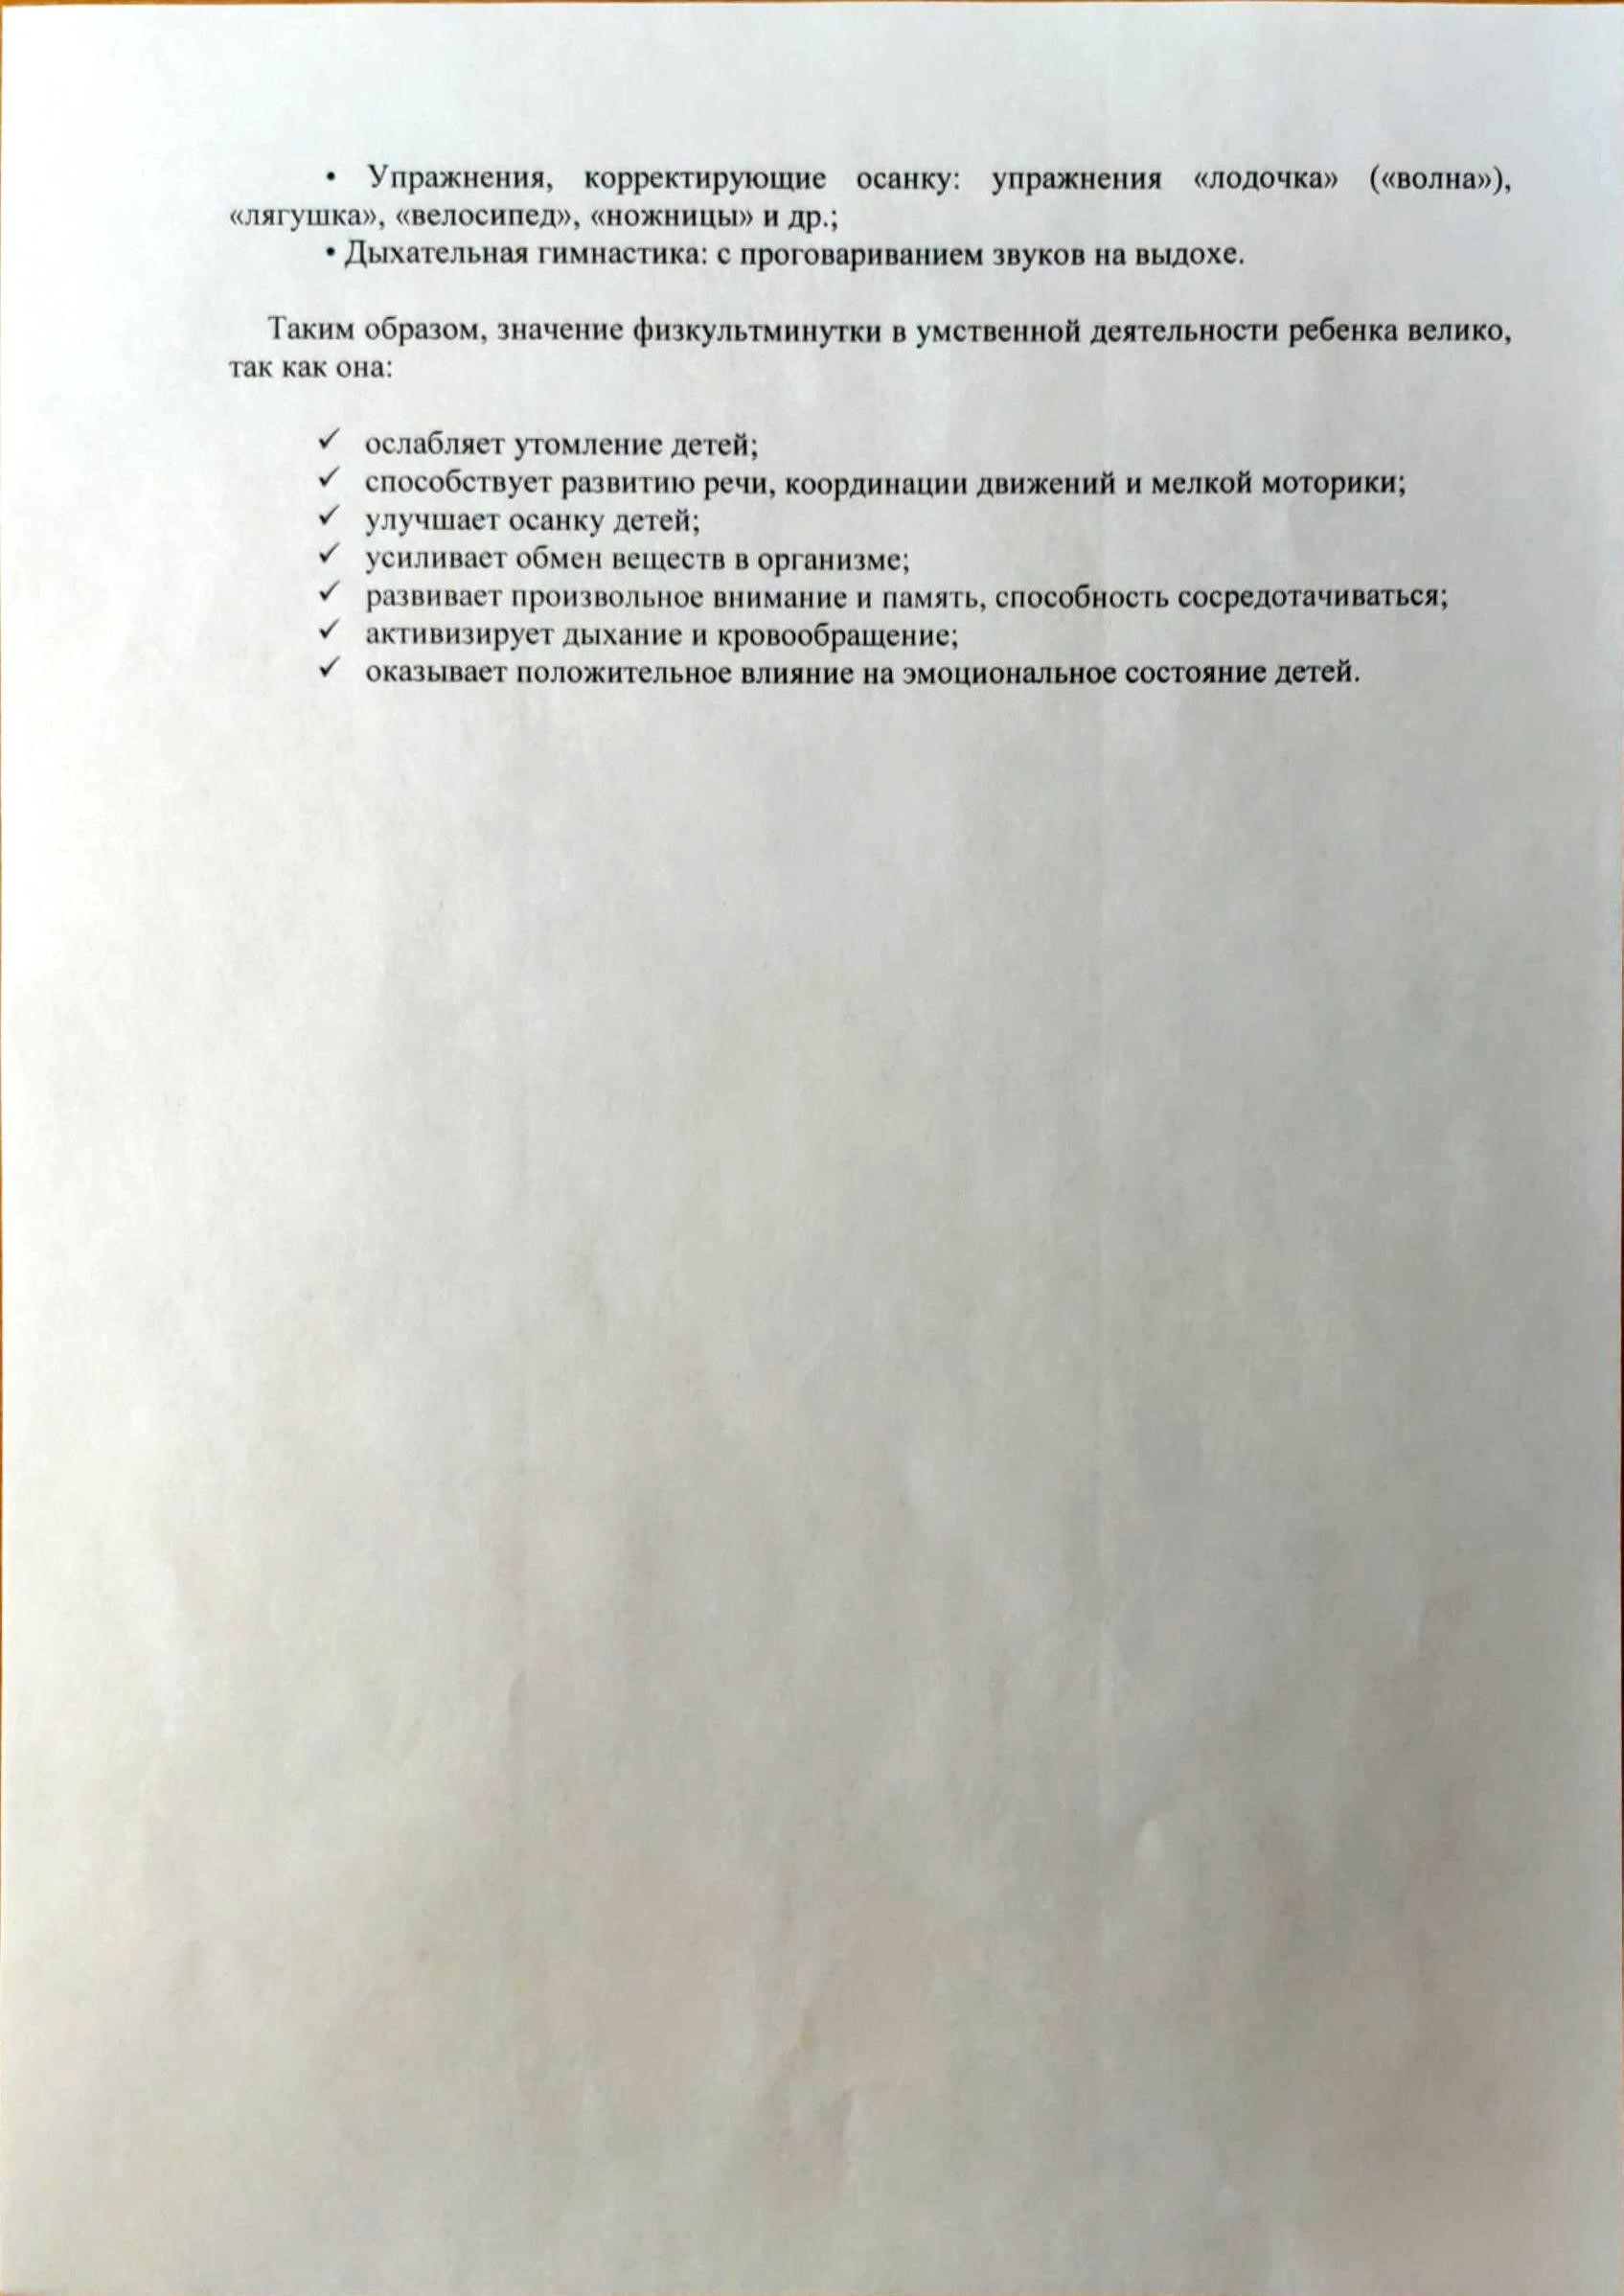 • Упражнения, корректирующие осанку: упражнения «лодочка» («волна»),
«лягушка», «велосипед», «ножницы» и др.;
• Дыхательная гимнастика: с проговариванием звуков на выдохе.
Таким образом, значение физкультминутки в умственной деятельности ребенка велико,
так как она:
✓ ослабляет утомление детей;
✓ способствует развитию речи, координации движений и мелкой моторики;
✓ улучшает осанку детей;
✓ усиливает обмен веществ в организме;
✓ развивает произвольное внимание и память, способность сосредотачиваться;
✓ активизирует дыхание и кровообращение;
✓ оказывает положительное влияние на эмоциональное состояние детей.